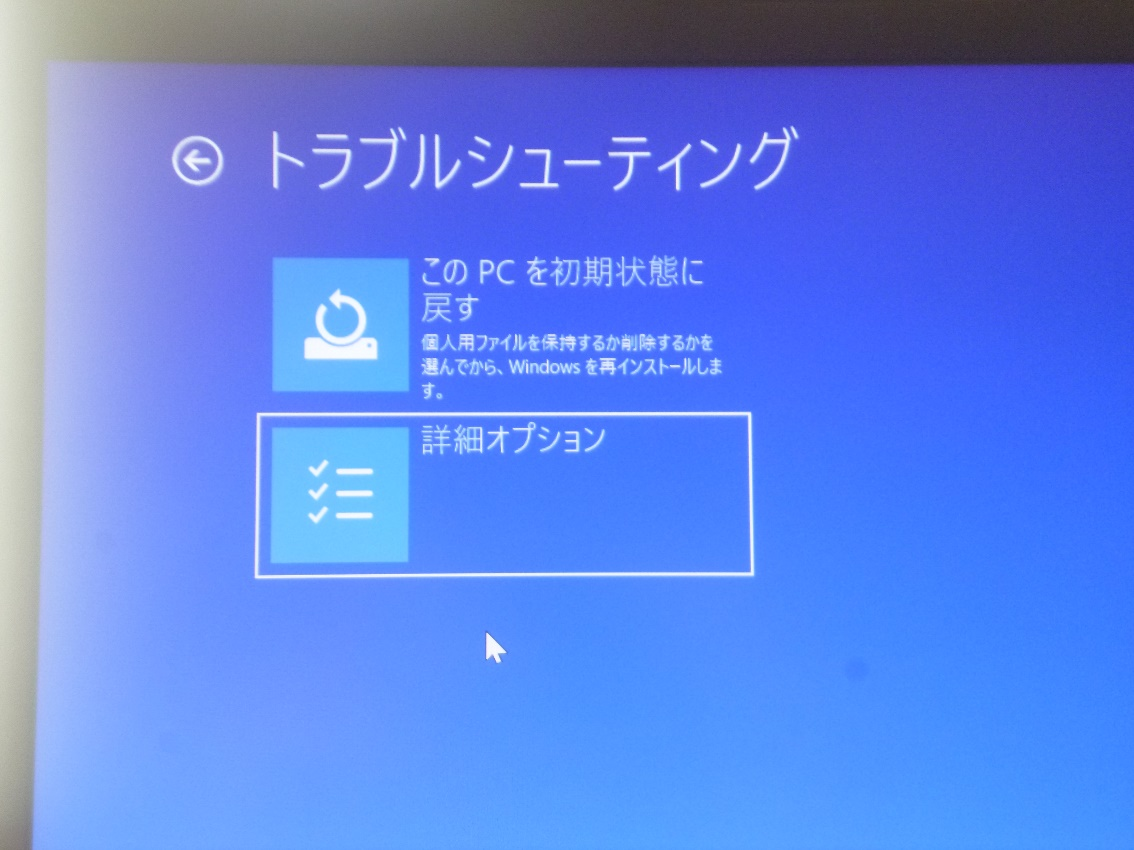 トラブルシューティング
この PC を初期状態に
戻す
個人用ファイルを保持するか削除するかを
選んでから、Windows を再インストールしま
す。
詳細オプション